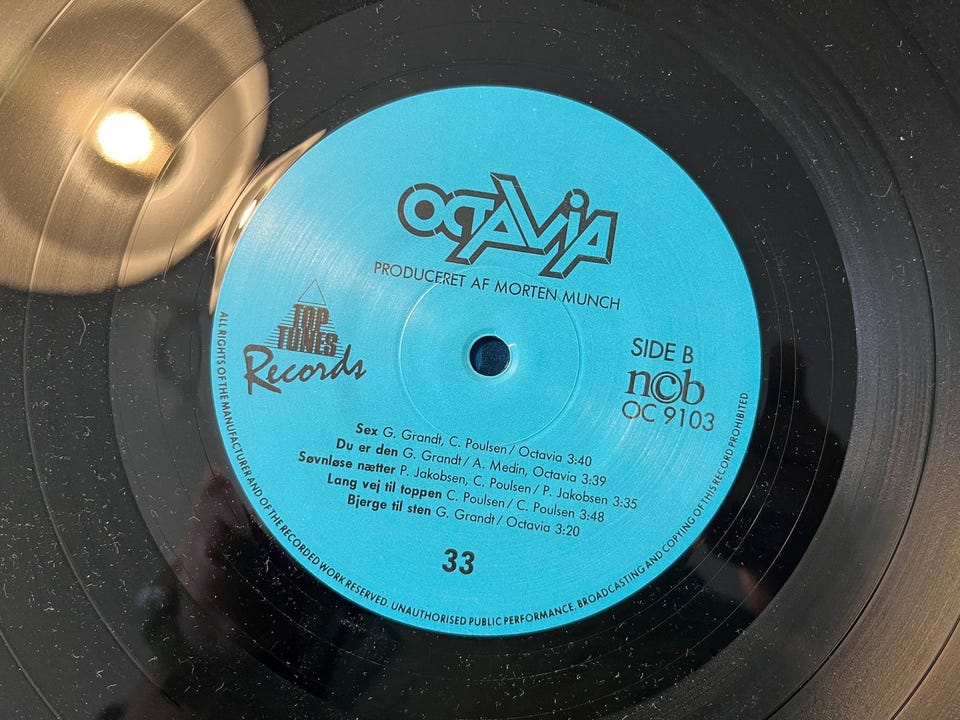 OCTAVIA
PRODUCERET AF MORTEN MUNCH
TOP
TONES
Records
SIDE B
n©b
OC 9103
Sex G. Grandt, C. Poulsen / Octavia 3:40
Du er den G. Grandt / A. Medin, Octavia 3:39
Søvnløse nætter P. Jakobsen, C. Poulsen / P. Jakobsen 3:35
Lang vej til toppen C. Poulsen / C. Poulsen 3:48
Bjerge til sten G. Grandt / Octavia 3:20
33
ALL RIGHTS OF THE MANUFACTURER AND OF THE RECORDED WORK RESERVED. UNAUTHORISED PUBLIC PERFORMANCE, BROADCASTING AND COPYING OF THIS RECORD PROHIBITED